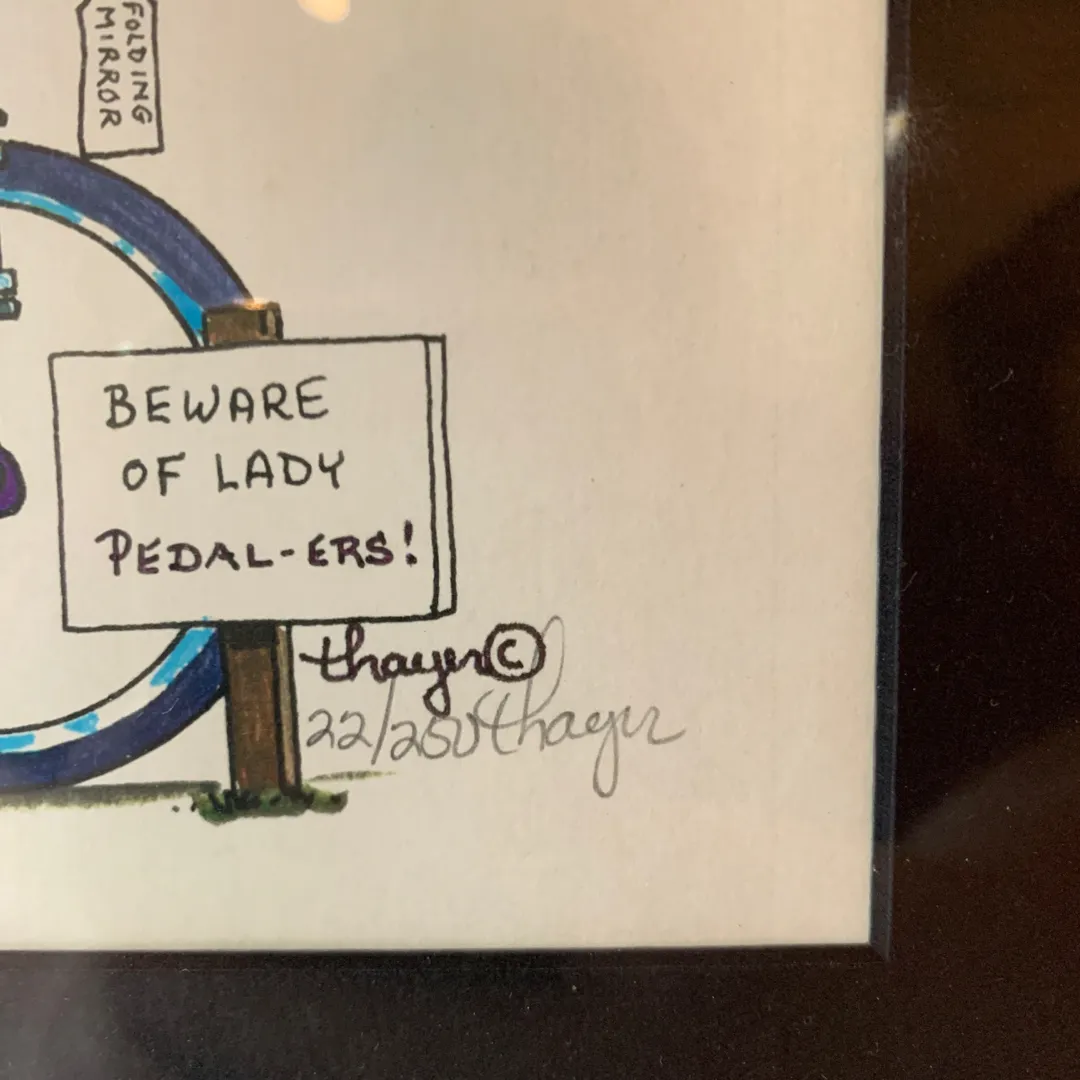 FOLDING
MIRROR
BEWARE
OF LADY
PEDAL-ERS!
thayer©
22/250 thayer